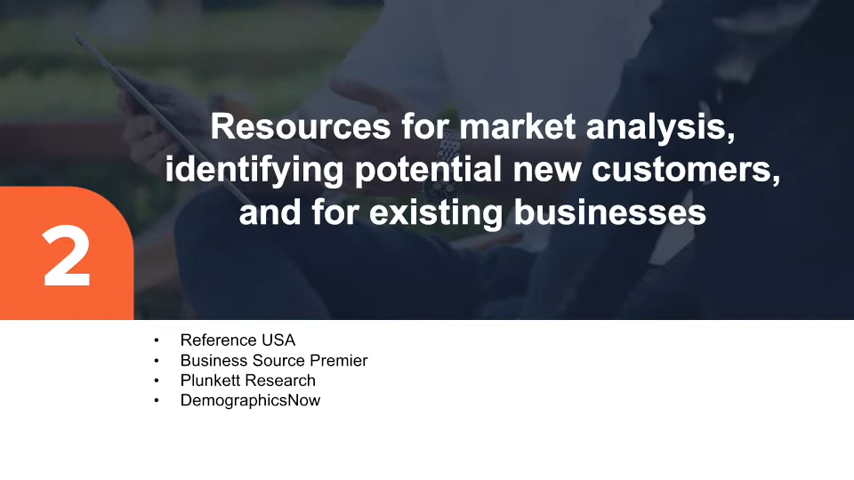 Resources for market analysis,
identifying potential new customers,
and for existing businesses
2
• Reference USA
• Business Source Premier
• Plunkett Research
• DemographicsNow